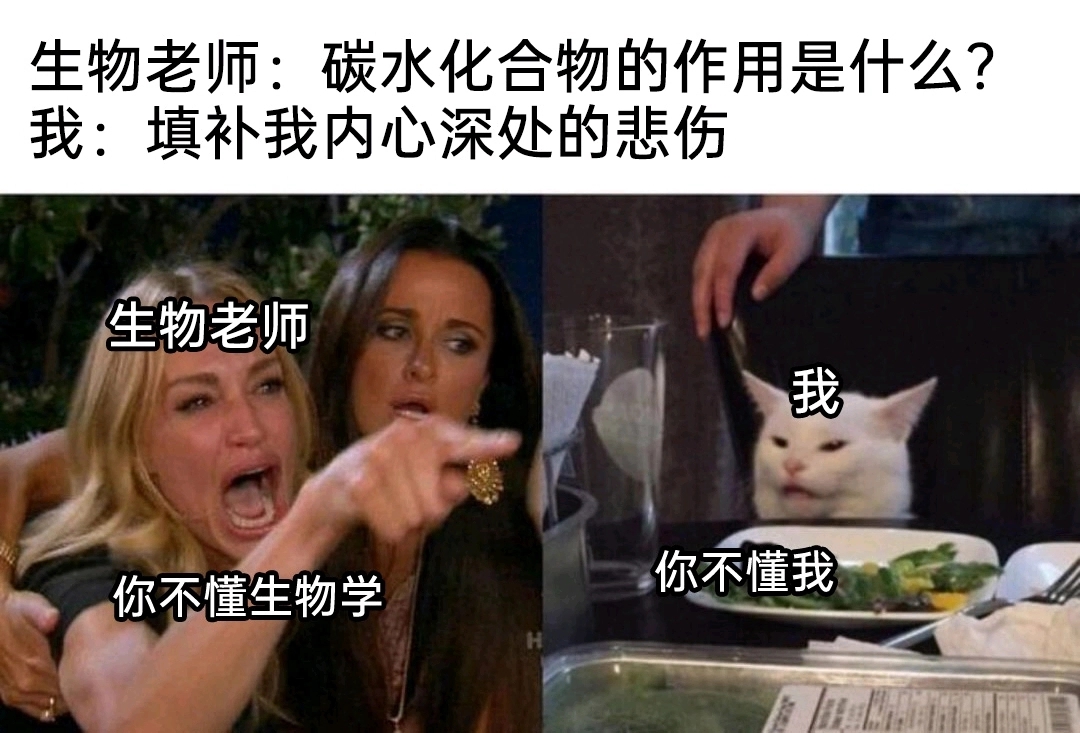 生物老师：碳水化合物的作用是什么？
我：填补我内心深处的悲伤
生物老师
我
你不懂生物学
你不懂我